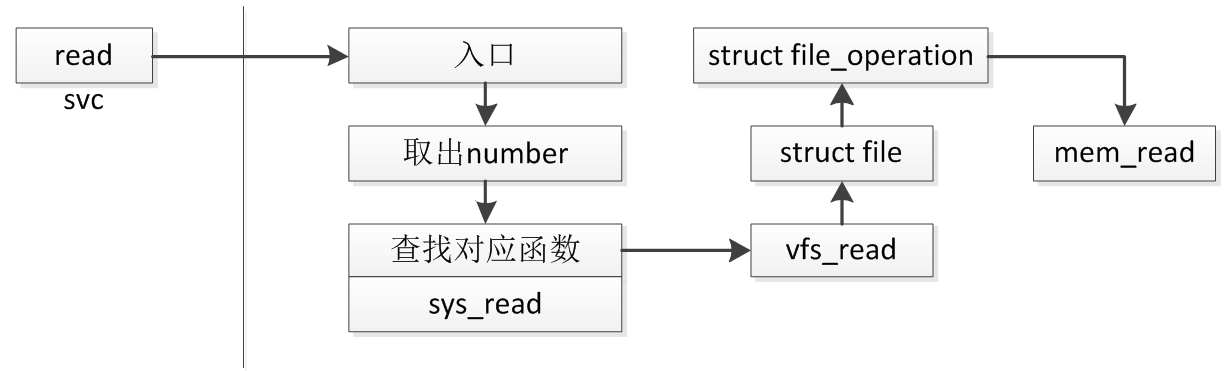 read
svc
入口
取出number
查找对应函数
sys_read
vfs_read
struct file
struct file_operation
mem_read